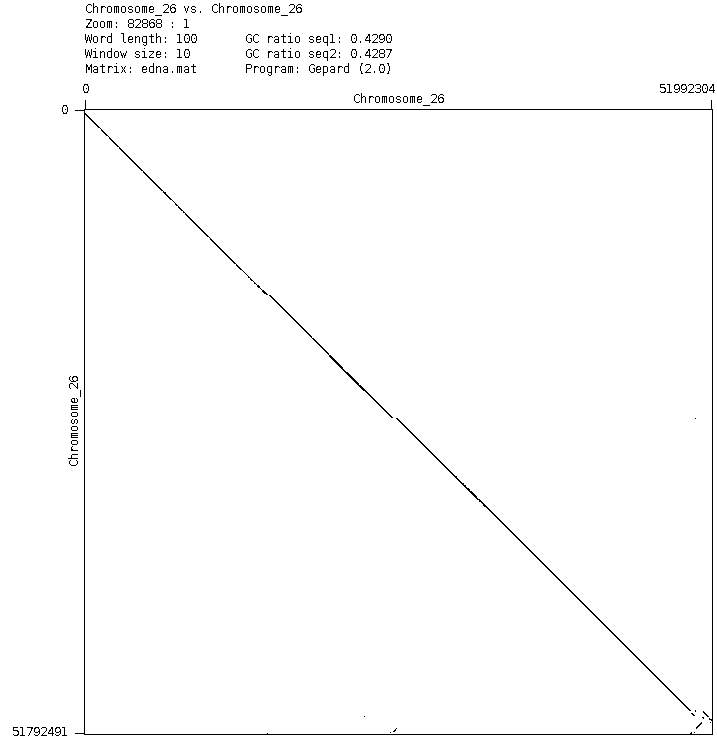 Chromosome_26 vs. Chromosome_26
Zoom: 82868 : 1
Word length: 100 GC ratio seq1: 0.4290
Window size: 10 GC ratio seq2: 0.4287
Matrix: edna.mat Program: Gepard (2.0)
0 51992304
Chromosome_26
0
Chromosome_26
51792491